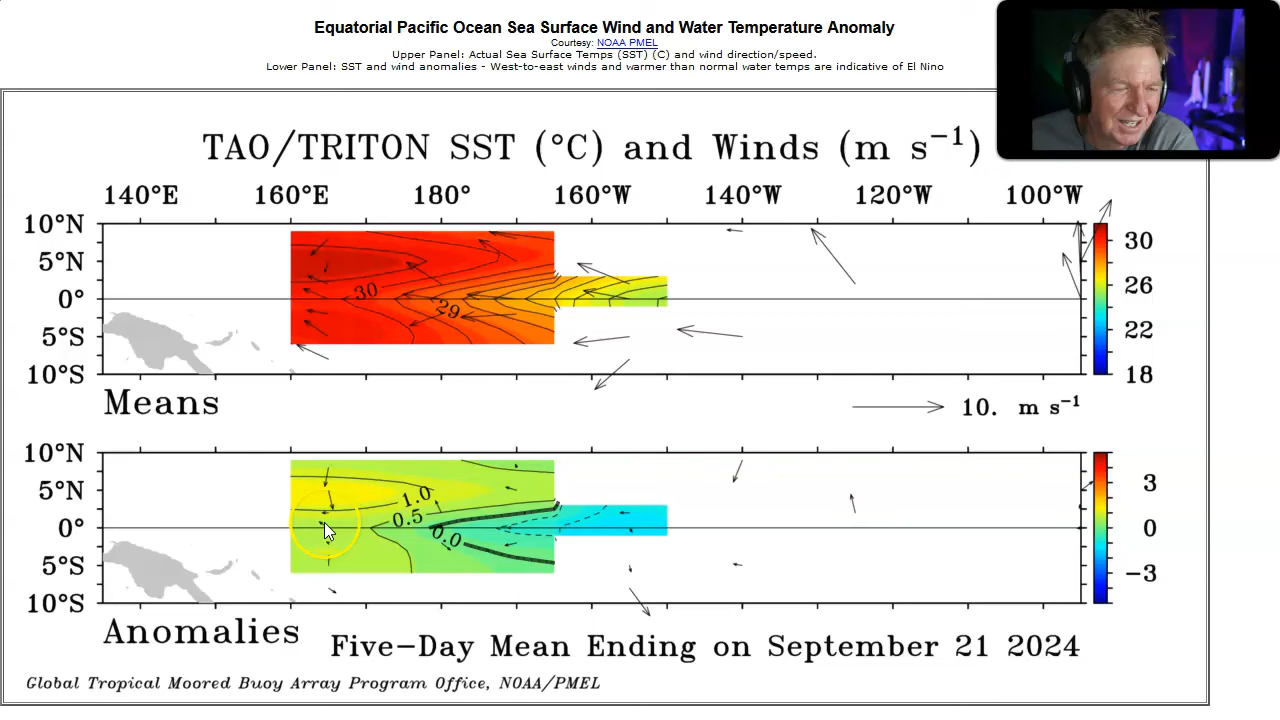 Equatorial Pacific Ocean Sea Surface Wind and Water Temperature Anomaly
Courtesy: NOAA PMEL
Upper Panel: Actual Sea Surface Temps (SST) (C) and wind direction/speed.
Lower Panel: SST and wind anomalies - West-to-east winds and warmer than normal water temps are indicative of El Nino
TAO/TRITON SST (°C) and Winds (m s⁻¹)
140°E 160°E 180° 160°W 140°W 120°W 100°W
10°N
5°N
0°
5°S
10°S
30
29
30
26
22
18
Means
10. m s⁻¹
10°N
5°N
0°
5°S
10°S
1.0
0.5
0.0
3
0
−3
Anomalies
Five−Day Mean Ending on September 21 2024
Global Tropical Moored Buoy Array Program Office, NOAA/PMEL